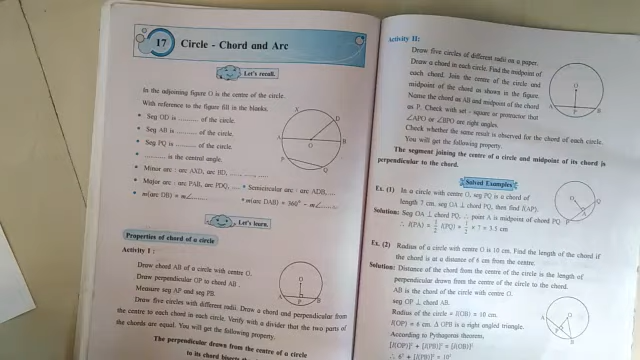 17 Circle - Chord and Arc
Let's recall.
In the adjoining figure O is the centre of the circle.
With reference to the figure fill in the blanks.
• Seg OD is .......... of the circle.
• Seg AB is .......... of the circle.
• Seg PQ is .......... of the circle.
• .......... is the central angle.
• Minor arc : arc AXD, arc BD, .... ..... .....
• Major arc : arc PAB, arc PDQ, .... • Semicircular arc : arc ADB, ....
• m(arc DB) = m∠........ • m(arc DAB) = 360° - m∠........
X
D
A
O
B
P
Q
Let's learn.
Properties of chord of a circle
Activity I :
Draw chord AB of a circle with centre O.
Draw perpendicular OP to chord AB.
Measure seg AP and seg PB.
Draw five circles with different radii. Draw a chord and perpendicular from
the centre to each chord in each circle. Verify with a divider that the two parts of
the chords are equal. You will get the following property.
The perpendicular drawn from the centre of a circle
to its chord
O
A
P
B
Activity II:
Draw five circles of different radii on a paper.
Draw a chord in each circle. Find the midpoint of
each chord. Join the centre of the circle and
midpoint of the chord as shown in the figure.
Name the chord as AB and midpoint of the chord
as P. Check with set - square or protractor that
∠APO or ∠BPO are right angles.
Check whether the same result is observed for the chord of each circle.
You will get the following property.
The segment joining the centre of a circle and midpoint of its chord is
perpendicular to the chord.
O
A
P
B
Solved Examples
Ex. (1) In a circle with centre O, seg PQ is a chord of
length 7 cm. seg OA ⊥ chord PQ, then find l(AP).
Solution: Seg OA ⊥ chord PQ, ∴ point A is midpoint of chord PQ
∴ l(PA) = 1/2 l(PQ) = 1/2 × 7 = 3.5 cm
O
P
A
Q
Ex. (2) Radius of a circle with centre O is 10 cm. Find the length of the chord if
the chord is at a distance of 6 cm from the centre.
Solution: Distance of the chord from the centre of the circle is the length of
perpendicular drawn from the centre of the circle to the chord.
AB is the chord of the circle with centre O.
seg OP ⊥ chord AB.
Radius of the circle = l(OB) = 10 cm.
l(OP) = 6 cm. Δ OPB is a right angled triangle.
According to Pythagoras theorem,
[l(OP)]² + [l(PB)]² = [l(OB)]²
∴ 6² + [l(PB)]² = 10²
O
A
P
B